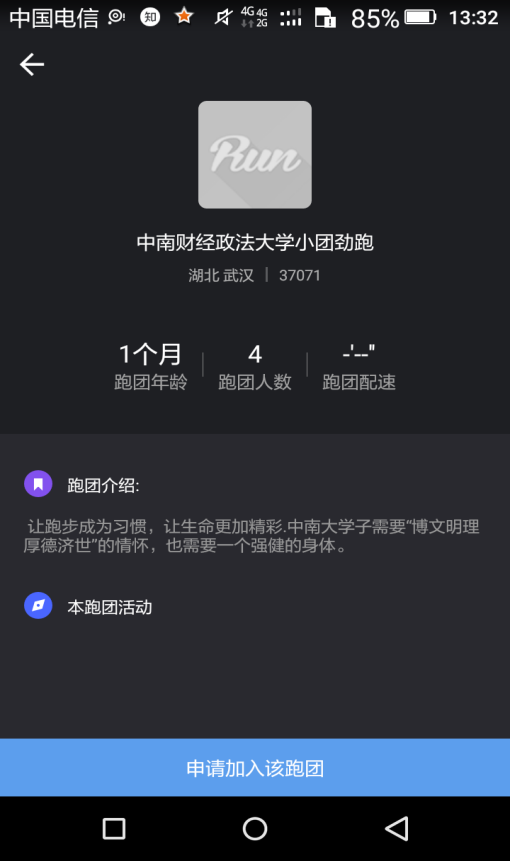 中国电信 知 4G 4G 2G 85% 13:32
Run
中南财经政法大学小团劲跑
湖北 武汉 | 37071
1个月 4 -'--"
跑团年龄 跑团人数 跑团配速
跑团介绍:
让跑步成为习惯，让生命更加精彩.中南大学子需要“博文明理
厚德济世”的情怀，也需要一个强健的身体。
本跑团活动
申请加入该跑团